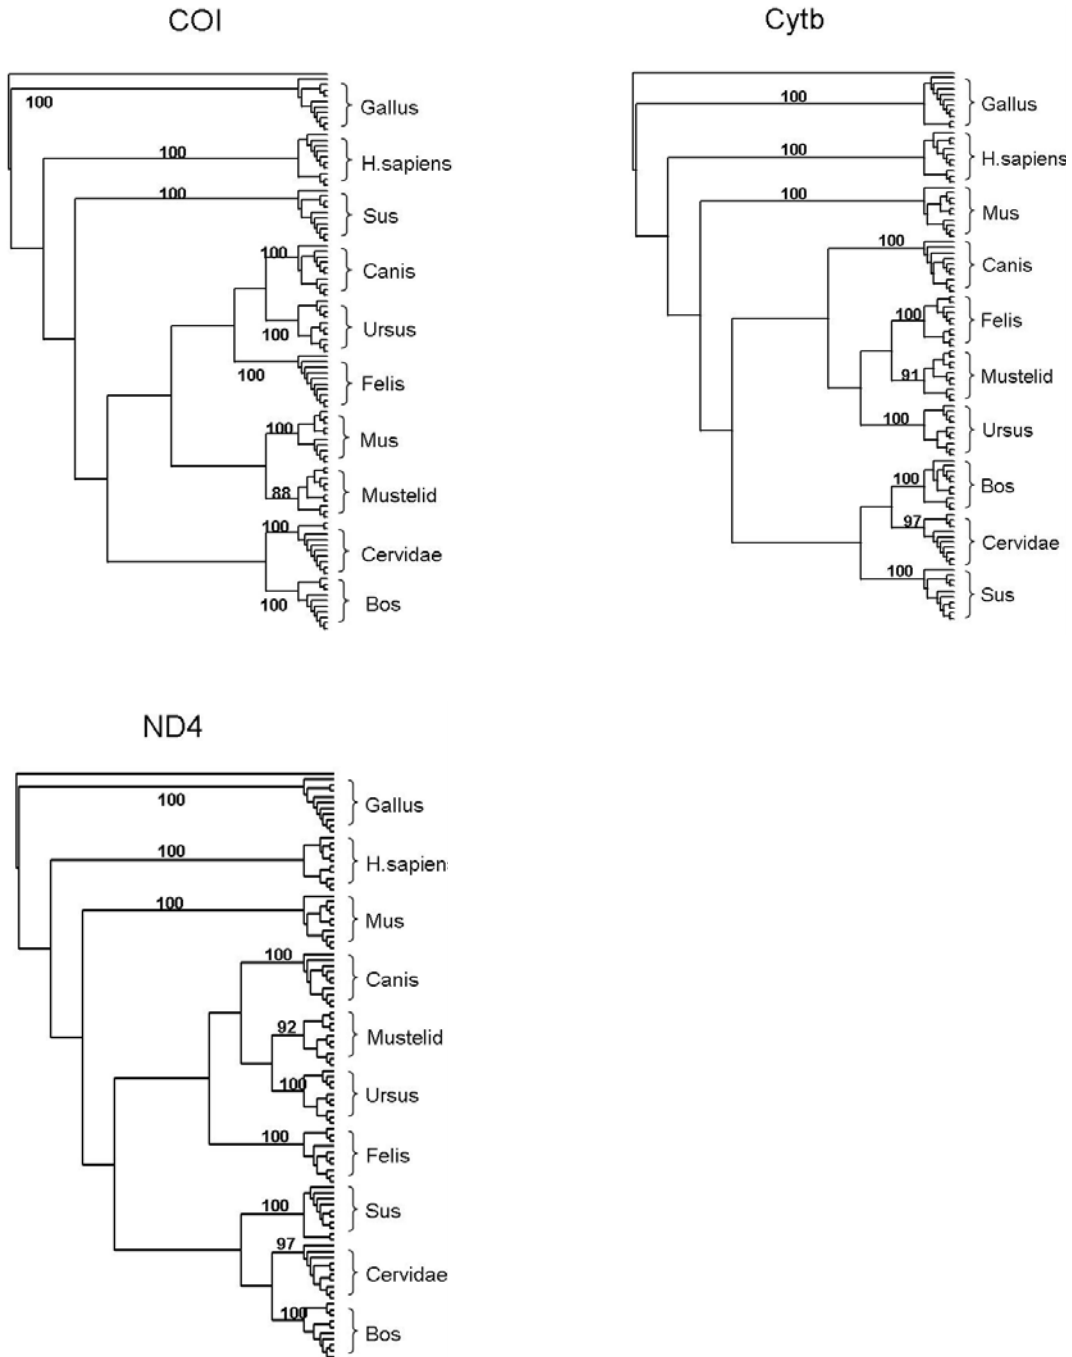 COI
100
Gallus
100
H.sapiens
100
Sus
100
Canis
100
Ursus
100
Felis
100
Mus
88
Mustelid
100
Cervidae
100
Bos
Cytb
100
Gallus
100
H.sapiens
100
Mus
100
Canis
100
Felis
91
Mustelid
100
Ursus
100
Bos
97
Cervidae
100
Sus
ND4
100
Gallus
100
H.sapien
100
Mus
100
Canis
92
Mustelid
100
Ursus
100
Felis
100
Sus
97
Cervidae
100
Bos